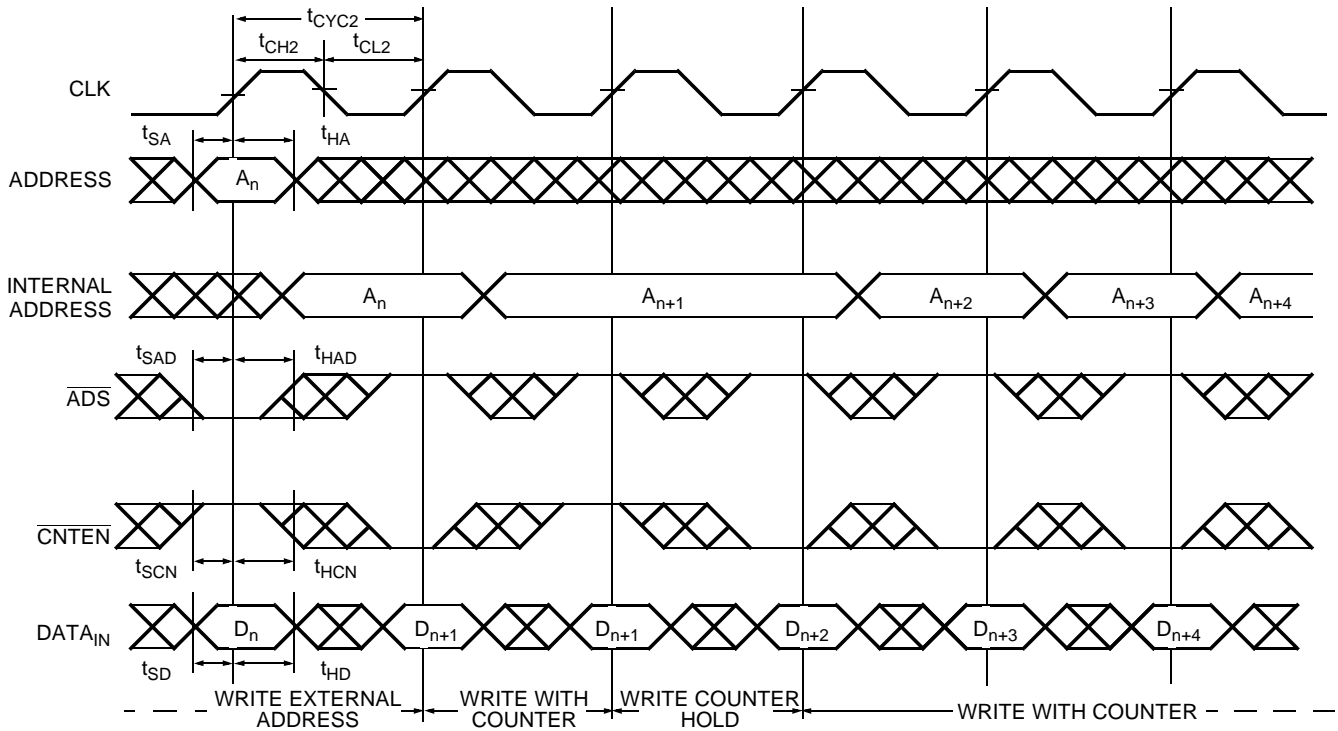 tCYC2
tCH2 tCL2
CLK
tSA tHA
ADDRESS An
INTERNAL
ADDRESS
An An+1 An+2 An+3 An+4
tSAD tHAD
ADS
CNTEN
tSCN tHCN
DATAIN Dn Dn+1 Dn+1 Dn+2 Dn+3 Dn+4
tSD tHD
WRITE EXTERNAL
ADDRESS
WRITE WITH
COUNTER
WRITE COUNTER
HOLD
WRITE WITH COUNTER